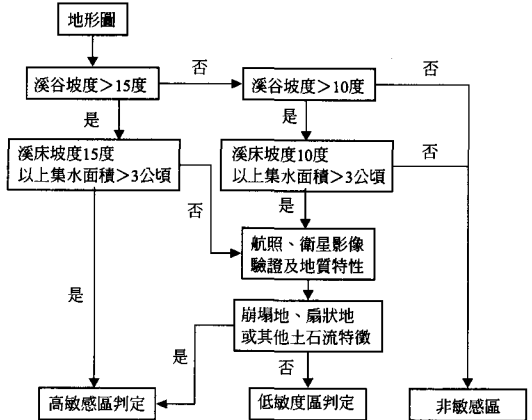 地形圖
溪谷坡度＞15度
否
溪谷坡度＞10度
否
是
是
溪床坡度15度
以上集水面積＞3公頃
溪床坡度10度
以上集水面積＞3公頃
否
否
是
航照、衛星影像
驗證及地質特性
是
崩塌地、扇狀地
或其他土石流特徵
是
否
高敏感區判定
低敏度區判定
非敏感區